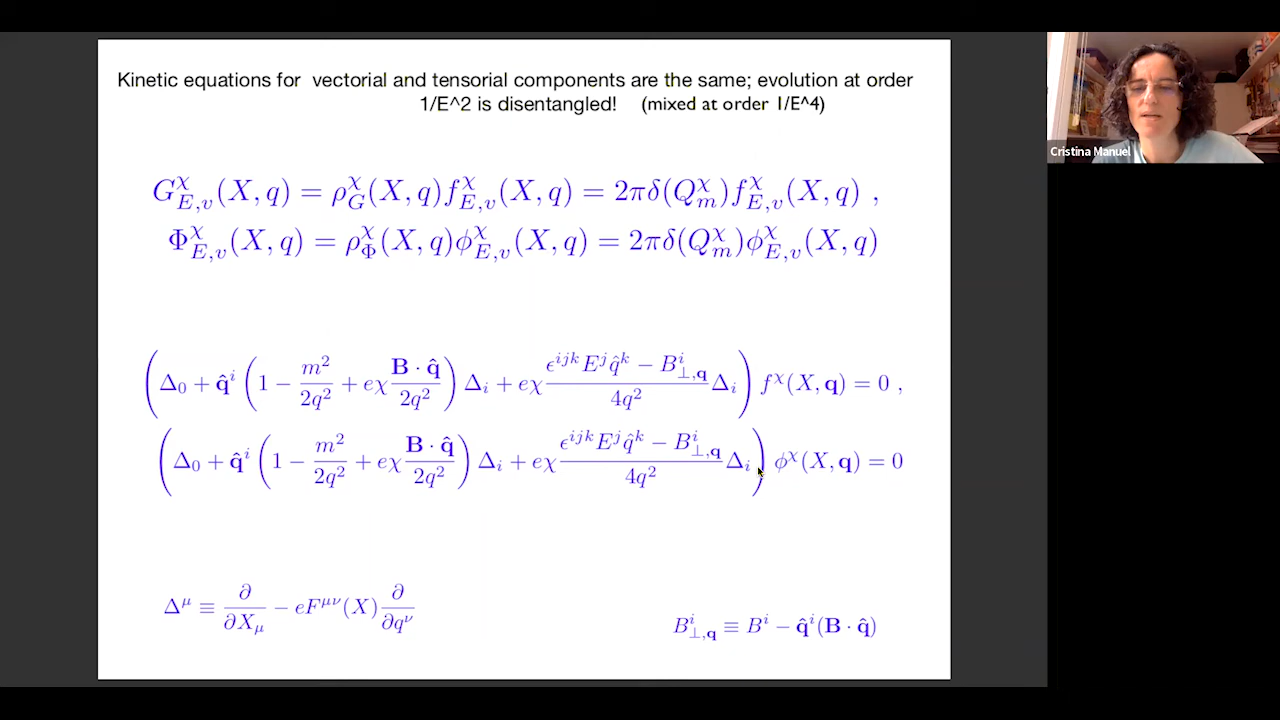 Kinetic equations for vectorial and tensorial components are the same; evolution at order
1/E^2 is disentangled! (mixed at order 1/E^4)
Cristina Manuel
G^χ_{E,v}(X, q) = ρ^χ_G(X, q) f^χ_{E,v}(X, q) = 2πδ(Q^χ_m) f^χ_{E,v}(X, q) ,
Φ^χ_{E,v}(X, q) = ρ^χ_Φ(X, q) ϕ^χ_{E,v}(X, q) = 2πδ(Q^χ_m) ϕ^χ_{E,v}(X, q)
(Δ_0 + q̂^i (1 − m^2/2q^2 + eχ B · q̂/2q^2) Δ_i + eχ (ϵ^{ijk} E^j q̂^k − B^i_{⊥,q})/4q^2 Δ_i) f^χ(X, q) = 0 ,
(Δ_0 + q̂^i (1 − m^2/2q^2 + eχ B · q̂/2q^2) Δ_i + eχ (ϵ^{ijk} E^j q̂^k − B^i_{⊥,q})/4q^2 Δ_i) ϕ^χ(X, q) = 0
Δ^μ ≡ ∂/∂X_μ − eF^{μν}(X) ∂/∂q^ν
B^i_{⊥,q} ≡ B^i − q̂^i(B · q̂)